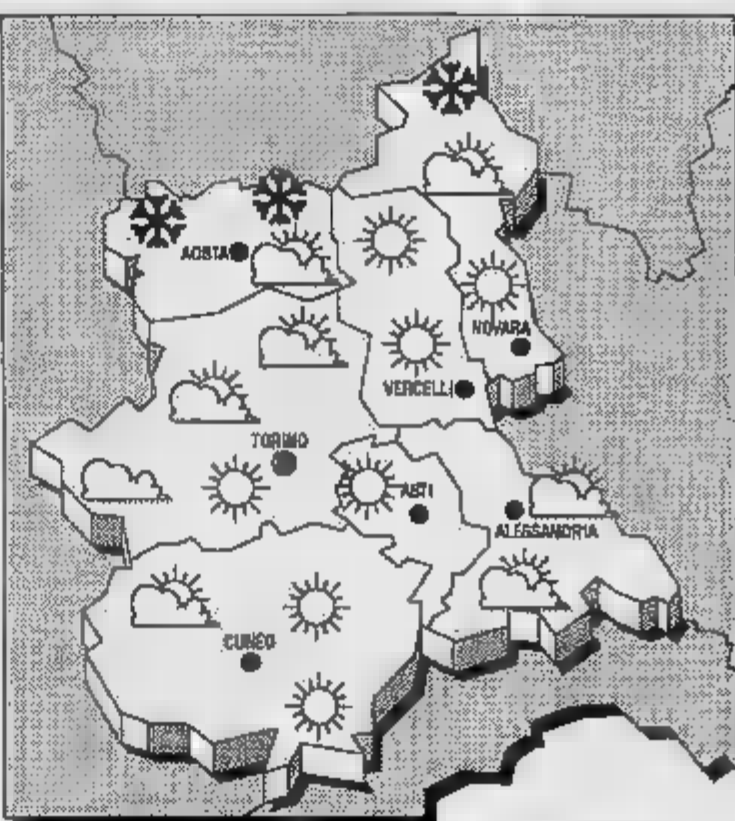 AOSTA
NOVARA
VERCELLI
TORINO
ASTI
ALESSANDRIA
CUNEO